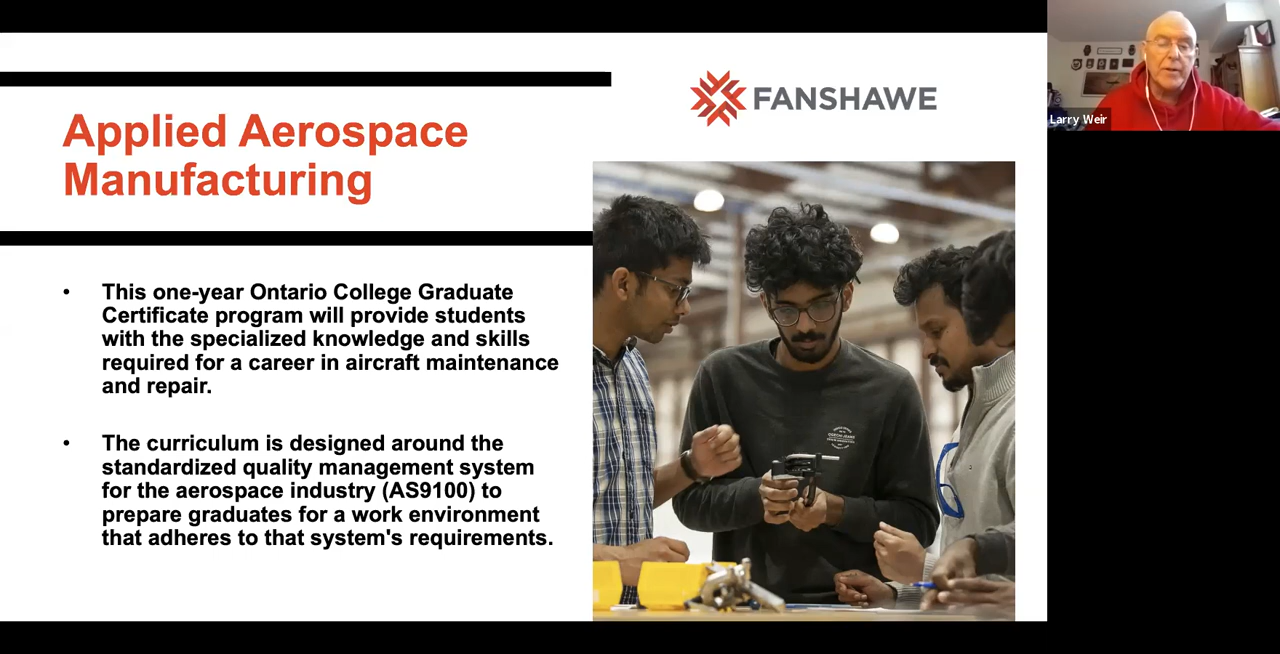 FANSHAWE
Applied Aerospace
Manufacturing
• This one-year Ontario College Graduate
Certificate program will provide students
with the specialized knowledge and skills
required for a career in aircraft maintenance
and repair.
• The curriculum is designed around the
standardized quality management system
for the aerospace industry (AS9100) to
prepare graduates for a work environment
that adheres to that system's requirements.
Larry Weir